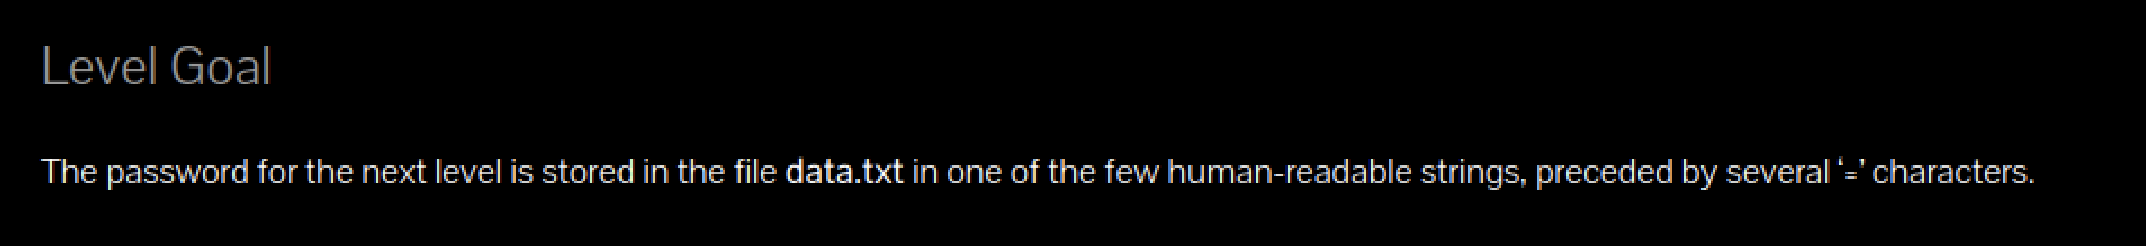 Level Goal
The password for the next level is stored in the file data.txt in one of the few human-readable strings, preceded by several ‘=’ characters.